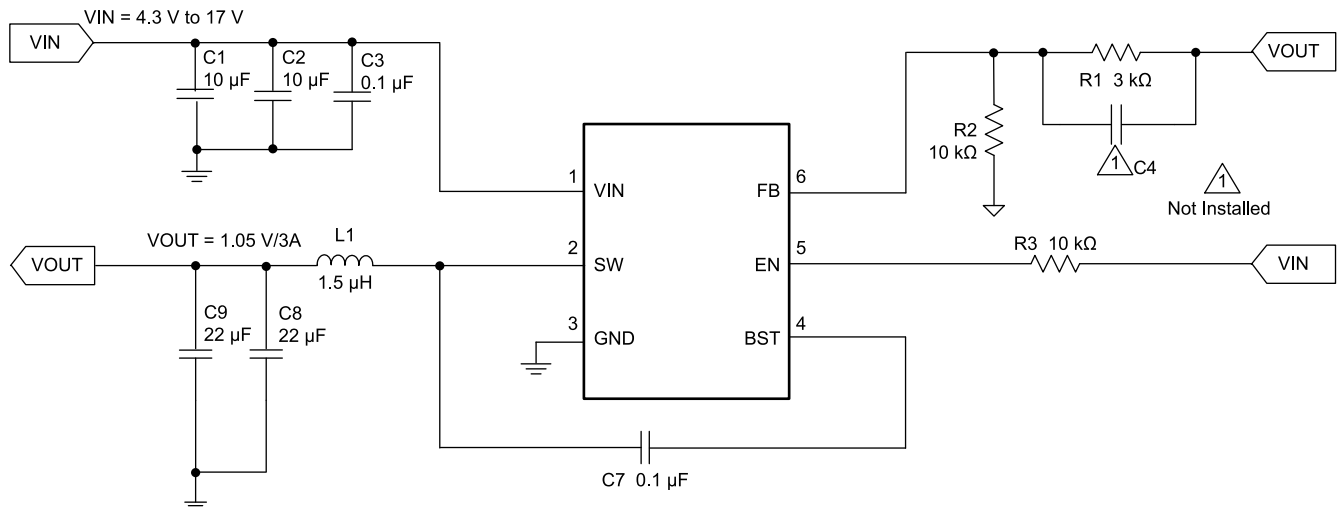 VIN = 4.3 V to 17 V
VIN
C1
10 µF
C2
10 µF
C3
0.1 µF
VOUT
R1 3 kΩ
R2
10 kΩ
1
C4
1
Not Installed
1
VIN
FB
6
VOUT = 1.05 V/3A
L1
VOUT
1.5 µH
2
SW
EN
5
R3 10 kΩ
VIN
C9
22 µF
C8
22 µF
3
GND
BST
4
C7 0.1 µF